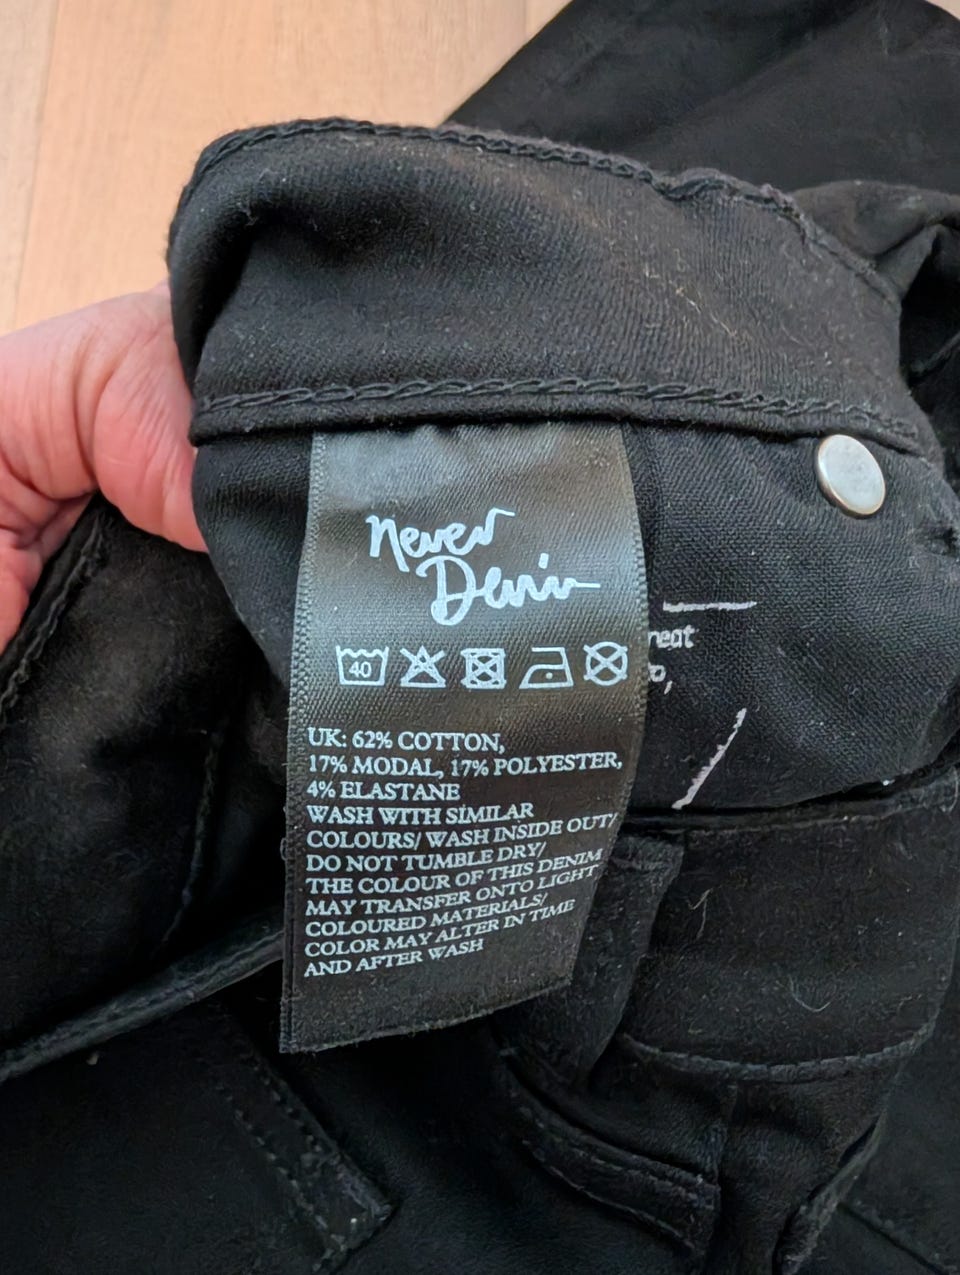 Never
Denim
40
UK: 62% COTTON,
17% MODAL, 17% POLYESTER,
4% ELASTANE
WASH WITH SIMILAR
COLOURS/ WASH INSIDE OUT/
DO NOT TUMBLE DRY/
THE COLOUR OF THIS DENIM
MAY TRANSFER ONTO LIGHT
COLOURED MATERIALS/
COLOR MAY ALTER IN TIME
AND AFTER WASH